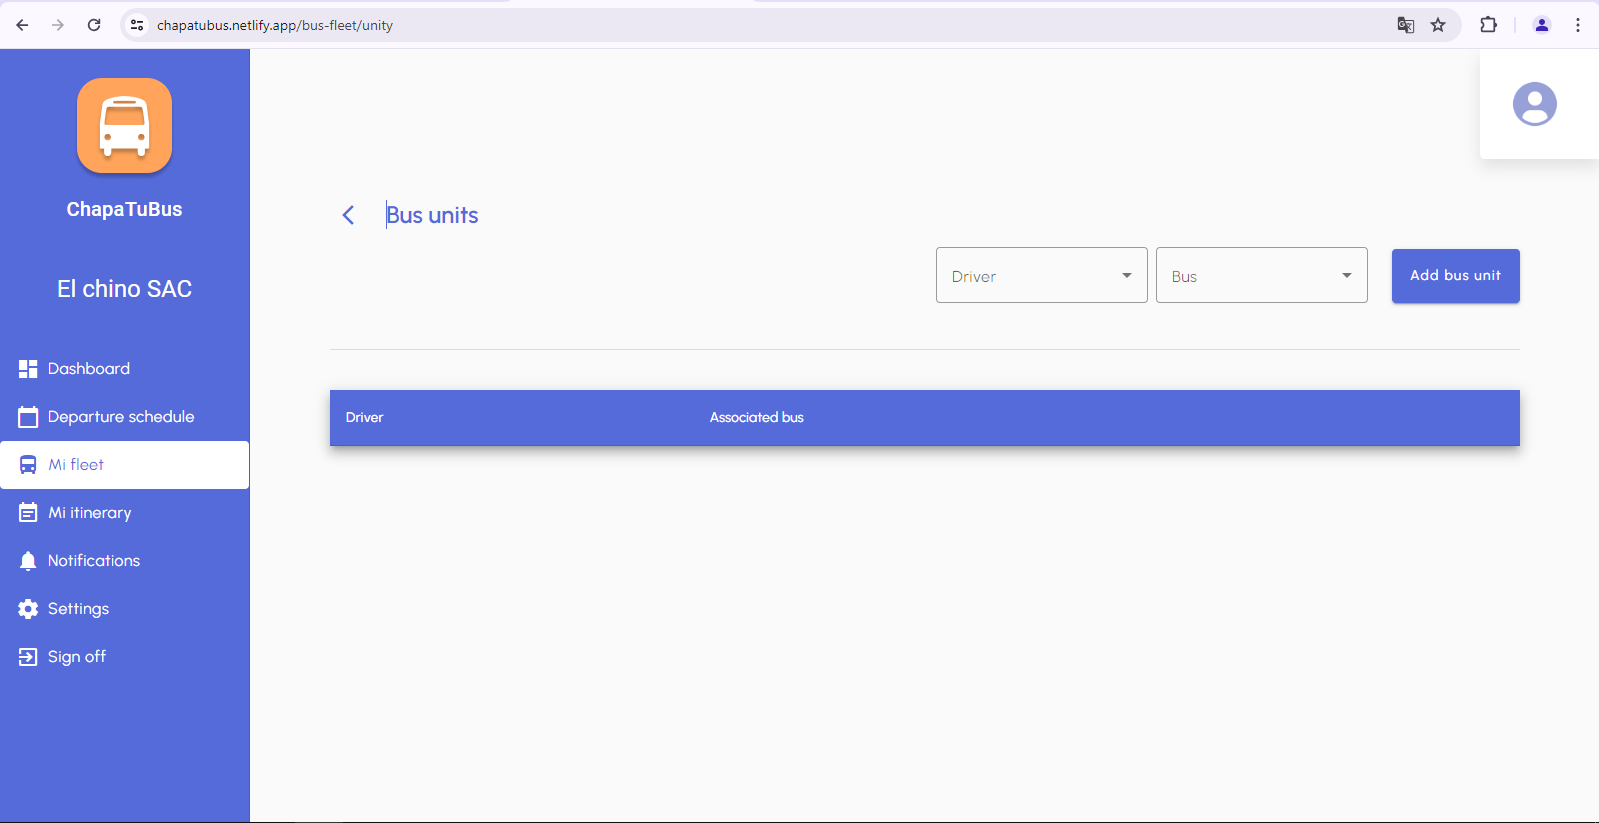 chapatubus.netlify.app/bus-fleet/unity
ChapaTuBus
El chino SAC
Dashboard
Departure schedule
Mi fleet
Mi itinerary
Notifications
Settings
Sign off
Bus units
Driver
Bus
Add bus unit
Driver
Associated bus